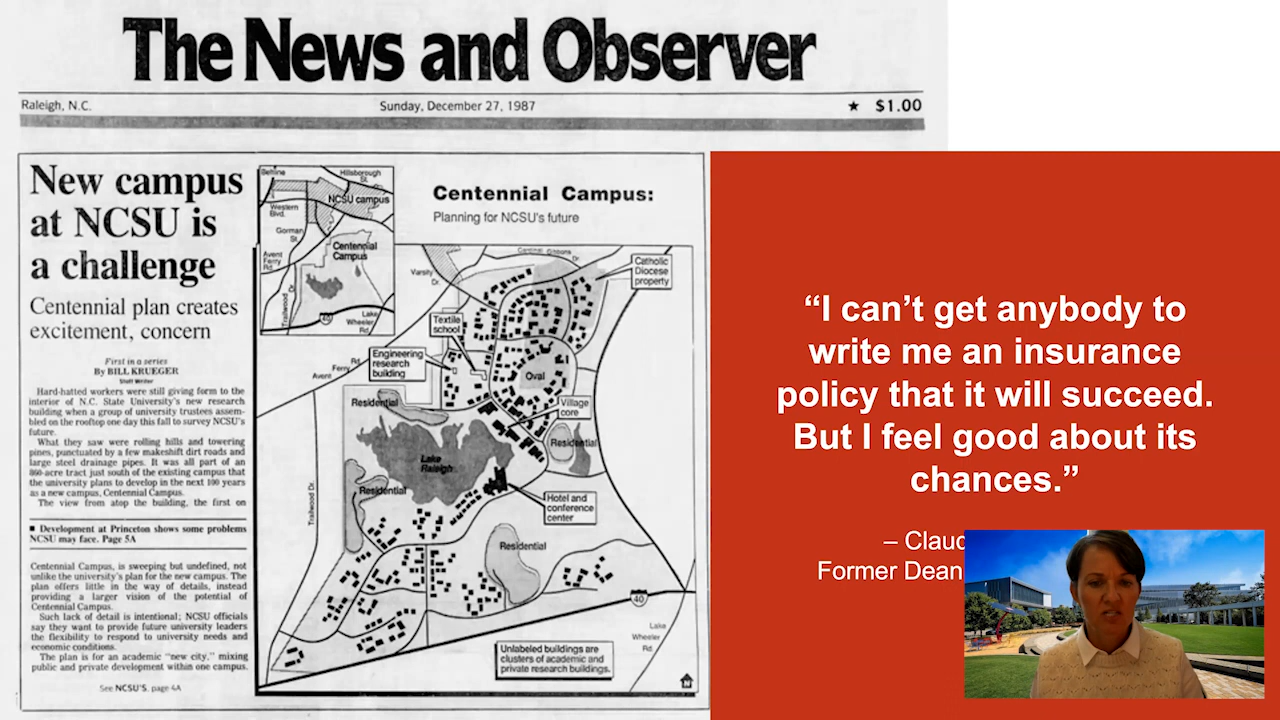 The News and Observer
Raleigh, N.C.
Sunday, December 27, 1987
★ $1.00
New campus
at NCSU is
a challenge
Centennial plan creates
excitement, concern
First in a series
By BILL KRUEGER
Staff Writer
Hard-hatted workers were still giving form to the
interior of N.C. State University's new research
building when a group of university trustees assem-
bled on the rooftop one day this fall to survey NCSU's
future.
What they saw were rolling hills and towering
pines, punctuated by a few makeshift dirt roads and
large steel drainage pipes. It was all part of an
860-acre tract just south of the existing campus that
the university plans to develop in the next 100 years
as a new campus, Centennial Campus.
The view from atop the building, the first on
■ Development at Princeton shows some problems
NCSU may face. Page 5A
Centennial Campus, is sweeping but undefined, not
unlike the university's plan for the new campus. The
plan offers little in the way of details, instead
providing a larger vision of the potential of
Centennial Campus.
Such lack of detail is intentional; NCSU officials
say they want to provide future university leaders
the flexibility to respond to university needs and
economic conditions.
The plan is for an academic "new city," mixing
public and private development within one campus.
See NCSU'S, page 4A
Beltline
Hillsborough
St.
NCSU campus
Western
Blvd.
Gorman
St.
Centennial
Campus
Avent
Ferry
Rd.
Trailwood Dr.
40
Lake
Wheeler
Rd.
Centennial Campus:
Planning for NCSU's future
Cardinal Gibbons
Dr.
Varsity
Dr.
Catholic
Diocese
property
Textile
school
Engineering
research
building
Avent Ferry Rd.
Oval
Residential
Village
core
Residential
Lake
Raleigh
Residential
Trailwood Dr.
Hotel and
conference
center
Residential
40
Lake
Wheeler
Rd.
Unlabeled buildings are
clusters of academic and
private research buildings.
“I can’t get anybody to
write me an insurance
policy that it will succeed.
But I feel good about its
chances.”
– Claud
Former Dean